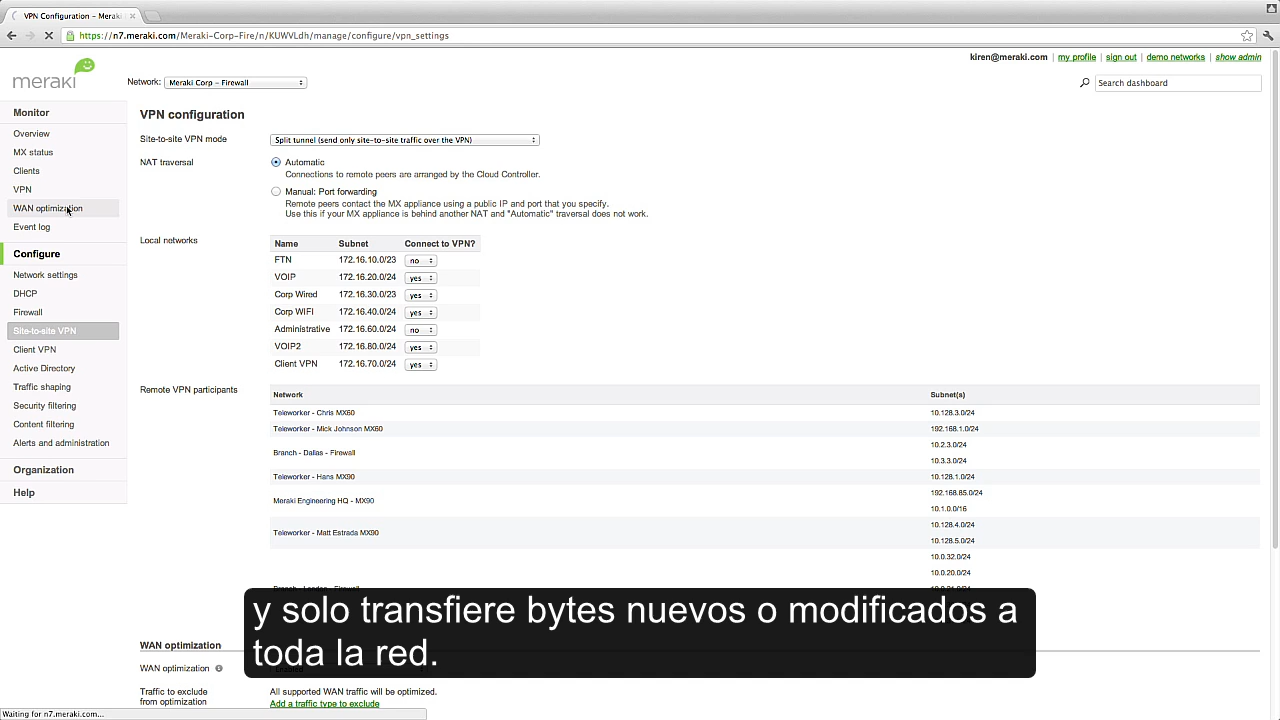 VPN Configuration - Meraki
https://n7.meraki.com/Meraki-Corp-Fire/n/KUWVLdh/manage/configure/vpn_settings
kiren@meraki.com | my profile | sign out | demo networks | show admin
meraki
Network: Meraki Corp – Firewall
Search dashboard
Monitor
Overview
MX status
Clients
VPN
WAN optimization
Event log
Configure
Network settings
DHCP
Firewall
Site-to-site VPN
Client VPN
Active Directory
Traffic shaping
Security filtering
Content filtering
Alerts and administration
Organization
Help
VPN configuration
Site-to-site VPN mode
Split tunnel (send only site-to-site traffic over the VPN)
NAT traversal
Automatic
Connections to remote peers are arranged by the Cloud Controller.
Manual: Port forwarding
Remote peers contact the MX appliance using a public IP and port that you specify.
Use this if your MX appliance is behind another NAT and "Automatic" traversal does not work.
Local networks
Name Subnet Connect to VPN?
FTN 172.16.10.0/23 no
VOIP 172.16.20.0/24 yes
Corp Wired 172.16.30.0/23 yes
Corp WIFI 172.16.40.0/24 yes
Administrative 172.16.60.0/24 no
VOIP2 172.16.80.0/24 yes
Client VPN 172.16.70.0/24 yes
Remote VPN participants
Network Subnet(s)
Teleworker - Chris MX60 10.128.3.0/24
Teleworker - Mick Johnson MX60 192.168.1.0/24
Branch - Dallas - Firewall
10.2.3.0/24
10.3.3.0/24
Teleworker - Hans MX90 10.128.1.0/24
Meraki Engineering HQ - MX90
192.168.85.0/24
10.1.0.0/16
Teleworker - Matt Estrada MX90
10.128.4.0/24
10.128.5.0/24
10.0.32.0/24
10.0.20.0/24
y solo transfiere bytes nuevos o modificados a
toda la red.
WAN optimization
WAN optimization
Traffic to exclude
from optimization
All supported WAN traffic will be optimized.
Add a traffic type to exclude
Waiting for n7.meraki.com...